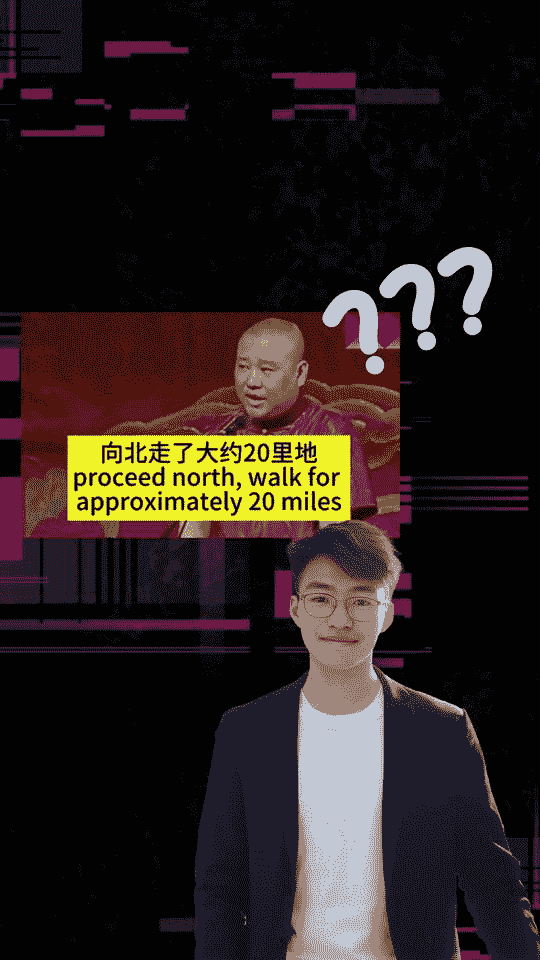 ???
向北走了大约20里地
proceed north, walk for
approximately 20 miles